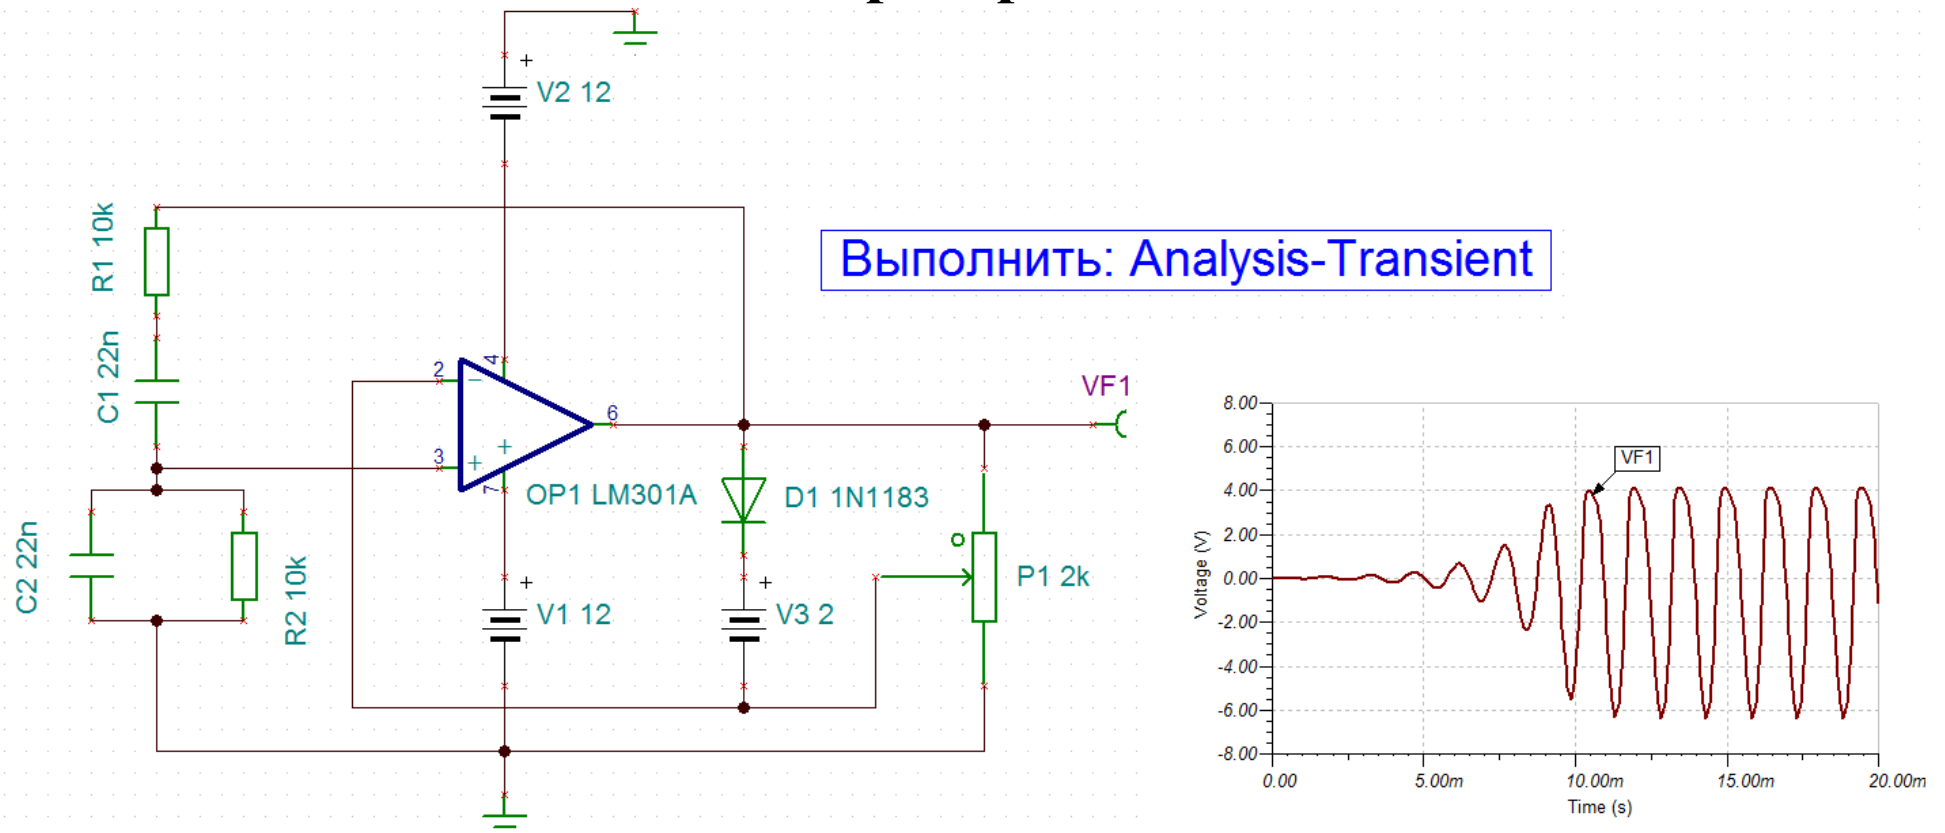 V2 12
R1 10k
C1 22n
C2 22n
R2 10k
2
3
4
7
6
OP1 LM301A
D1 1N1183
V1 12
V3 2
P1 2k
VF1
Выполнить: Analysis-Transient
VF1
Voltage (V)
8.00
6.00
4.00
2.00
0.00
-2.00
-4.00
-6.00
-8.00
0.00 5.00m 10.00m 15.00m 20.00m
Time (s)